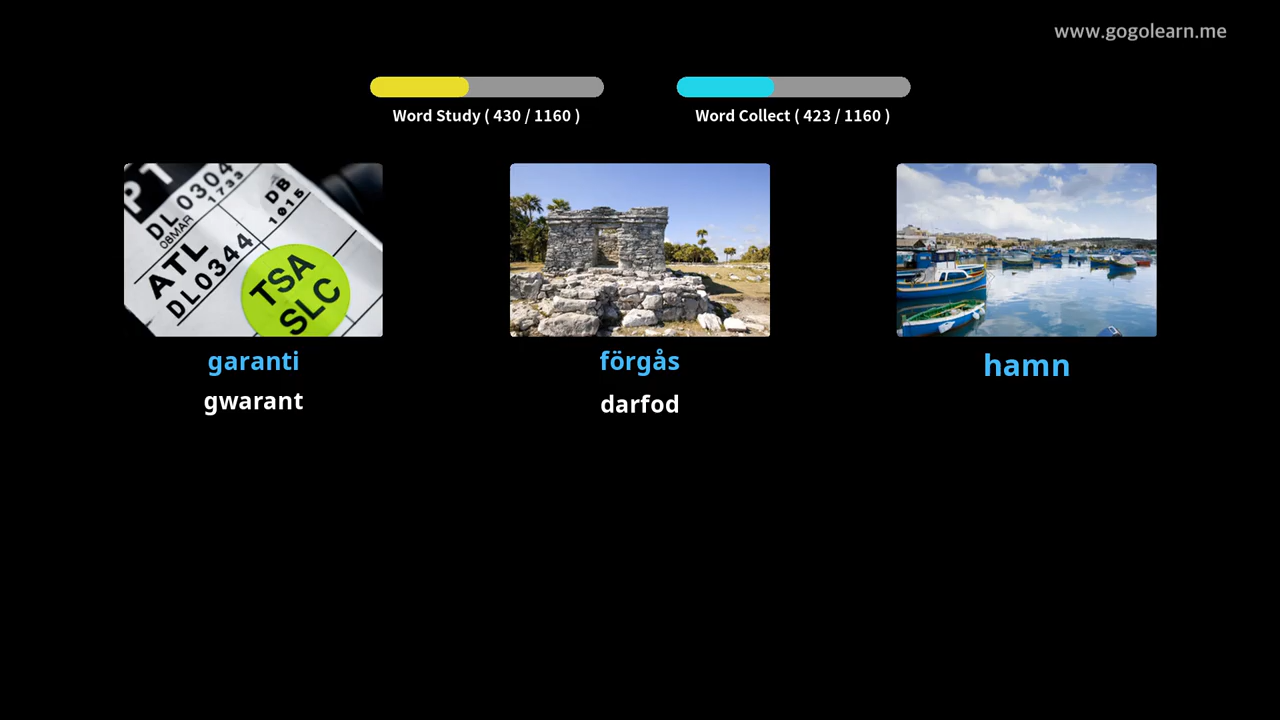 www.gogolearn.me
Word Study ( 430 / 1160 )
Word Collect ( 423 / 1160 )
PT
DL0304
1733
08MAR
DB
1015
ATL
DL0344
TSA
SLC
garanti
gwarant
förgås
darfod
hamn